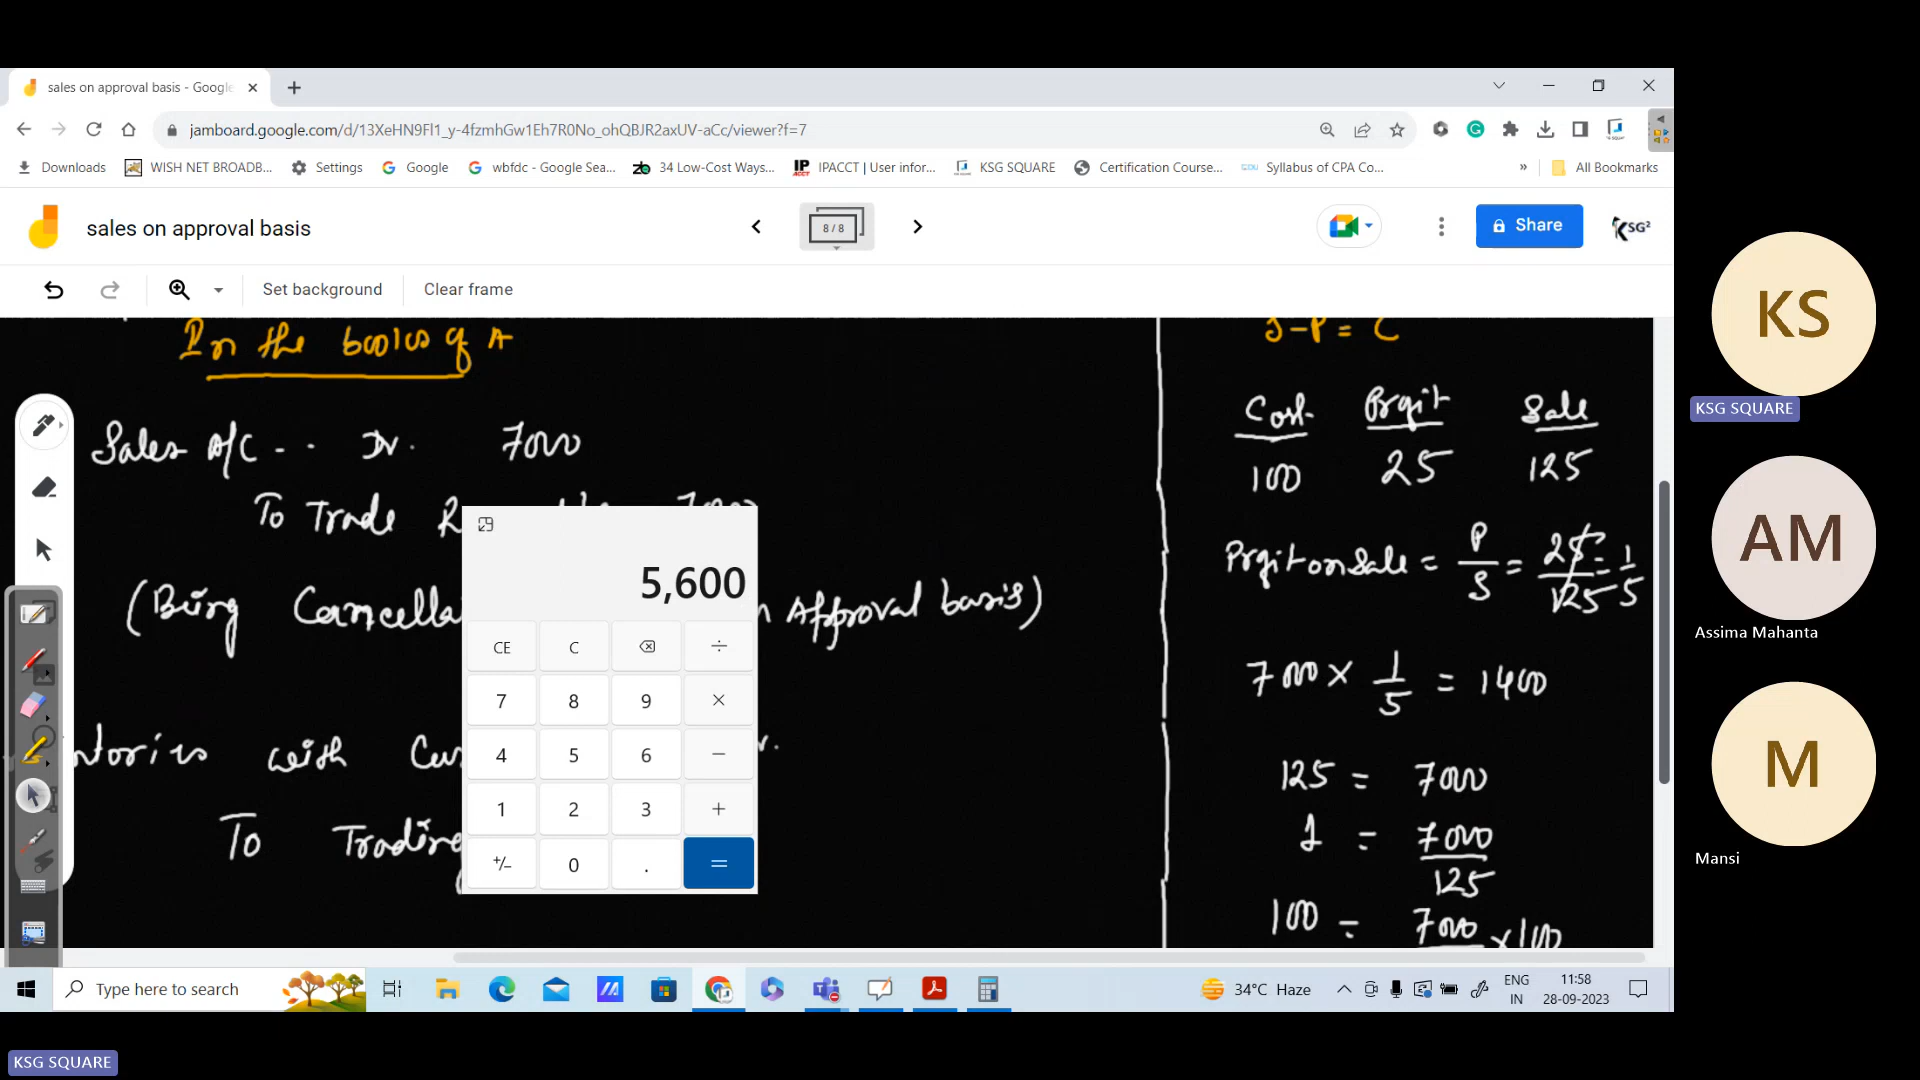 sales on approval basis - Google
jamboard.google.com/d/13XeHN9Fl1_y-4fzmhGw1Eh7R0No_ohQBJR2axUV-aCc/viewer?f=7
Downloads WISH NET BROADB... Settings Google wbfdc - Google Sea... 34 Low-Cost Ways... IPACCT | User infor... KSG SQUARE Certification Course... Syllabus of CPA Co... » All Bookmarks
sales on approval basis
8 / 8
Share
KSG²
Set background Clear frame
In the books of A
Sales A/C - - Dr. 7000
To Trade
(Being Cancella
Approval basis)
with
To Trading
5,600
CE C ÷
7 8 9 ×
4 5 6 −
1 2 3 +
+/− 0 . =
S-P = C
Cost Profit Sale
100 25 125
Profit on Sale = P/S = 25/125 = 1/5
7000 × 1/5 = 1400
125 = 7000
1 = 7000/125
100 = 7000 × 100
KS
KSG SQUARE
AM
Assima Mahanta
M
Mansi
Type here to search
34°C Haze
ENG
IN
11:58
28-09-2023
KSG SQUARE